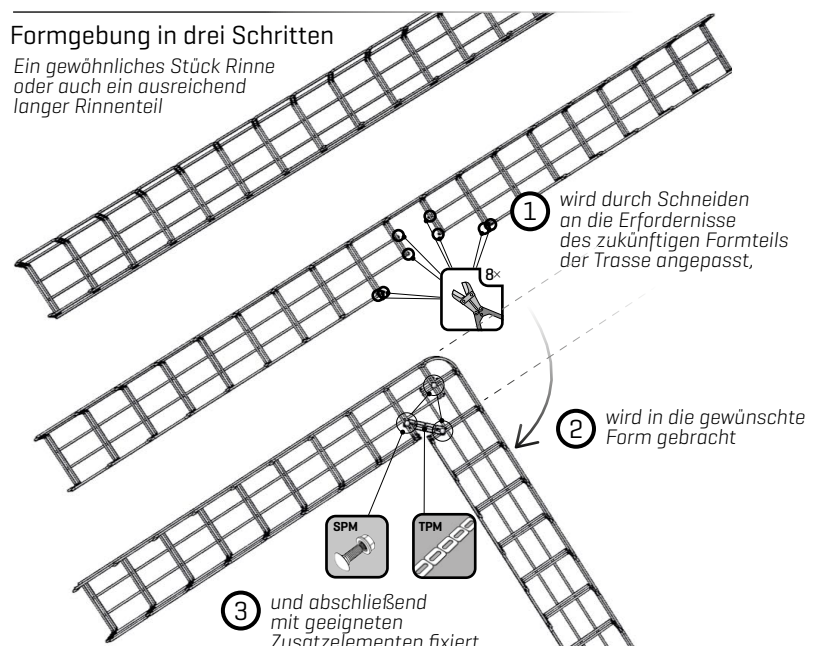 Formgebung in drei Schritten
Ein gewöhnliches Stück Rinne
oder auch ein ausreichend
langer Rinnenteil
1
wird durch Schneiden
an die Erfordernisse
des zukünftigen Formteils
der Trasse angepasst,
8×
2
wird in die gewünschte
Form gebracht
SPM
TPM
3
und abschließend
mit geeigneten
Zusatzelementen fixiert